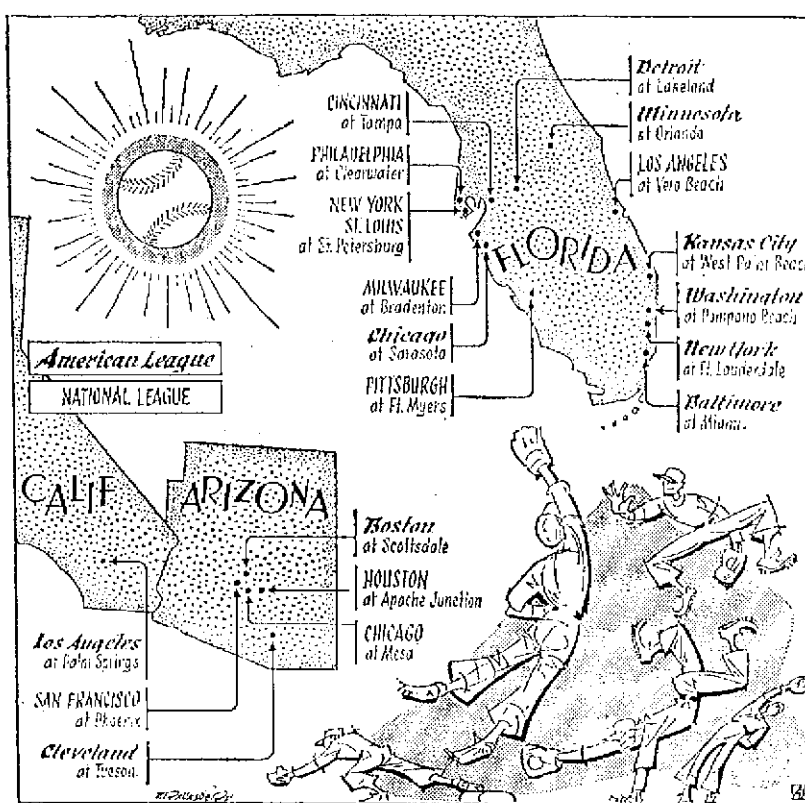 CINCINNATI
at Tampa
PHILADELPHIA
at Clearwater
NEW YORK
ST. LOUIS
at St. Petersburg
MILWAUKEE
at Bradenton
Chicago
at Sarasota
PITTSBURGH
at Ft. Myers
Detroit
at Lakeland
Minnesota
at Orlando
LOS ANGELES
at Vero Beach
Kansas City
at West Palm Beach
Washington
at Pompano Beach
New York
at Ft. Lauderdale
Baltimore
at Miami
FLORIDA
American League
NATIONAL LEAGUE
CALIF
ARIZONA
Boston
at Scottsdale
HOUSTON
at Apache Junction
CHICAGO
at Mesa
Los Angeles
at Palm Springs
SAN FRANCISCO
at Phoenix
Cleveland
at Tucson